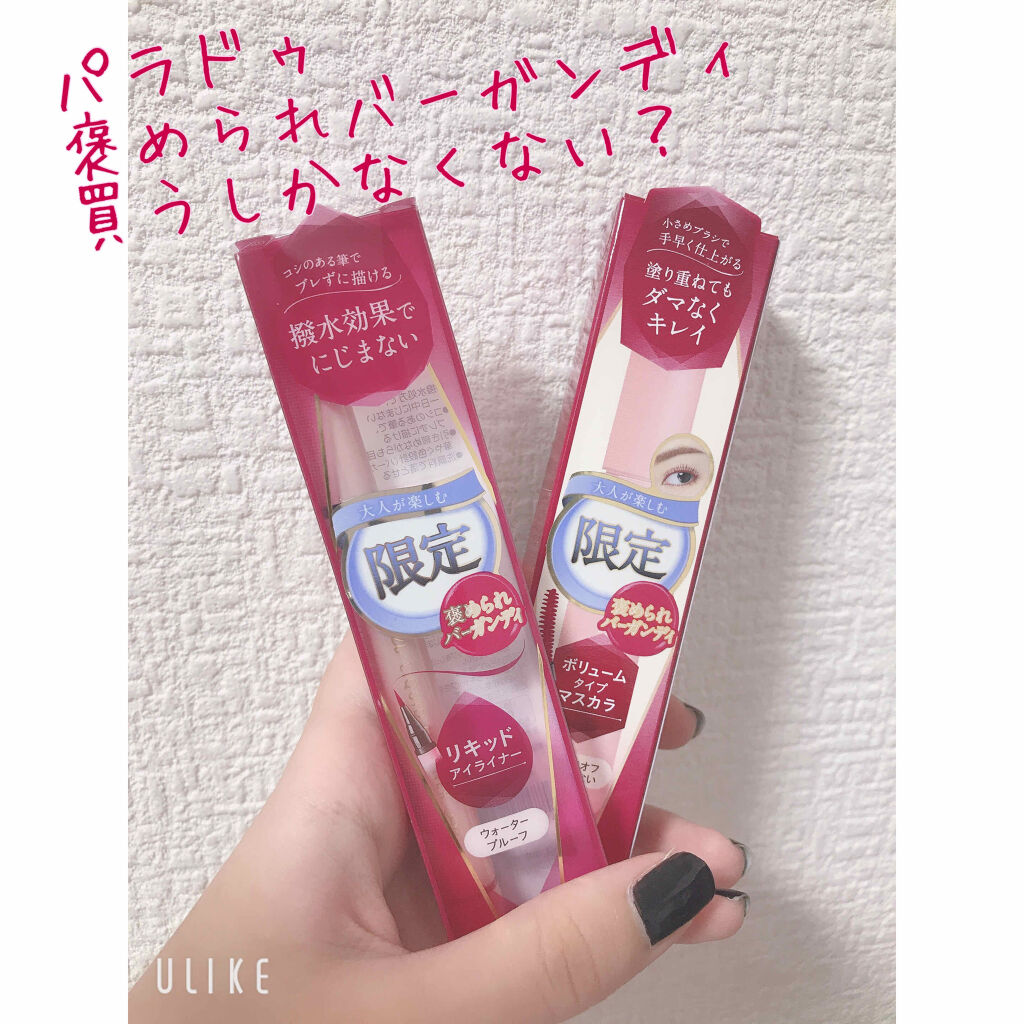 パラドゥ
褒められバーガンディ
買うしかなくない？
コシのある筆で
ブレずに描ける
撥水効果で
にじまない
大人が楽しむ
限定
褒められ
バーガンディ
リキッド
アイライナー
ウォーター
プルーフ
小さめブラシで
手早く仕上がる
塗り重ねても
ダマなく
キレイ
大人が楽しむ
限定
褒められ
バーガンディ
ボリューム
タイプ
マスカラ
オフ
ない
ULIKE